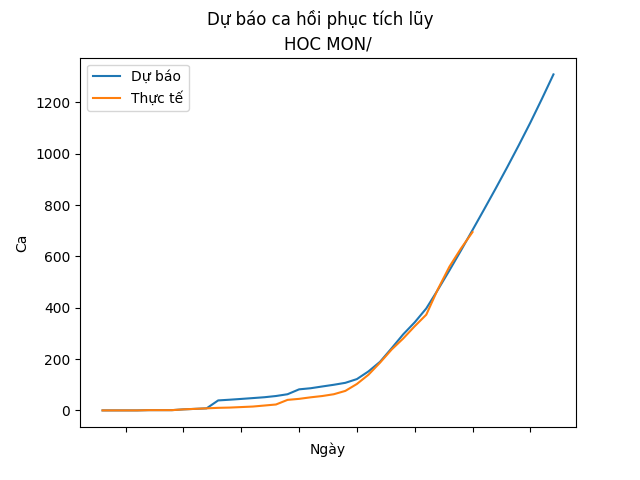 Dự báo ca hồi phục tích lũy
HOC MON/
Dự báo
Thực tế
1200
1000
800
600
400
200
0
Ca
Ngày